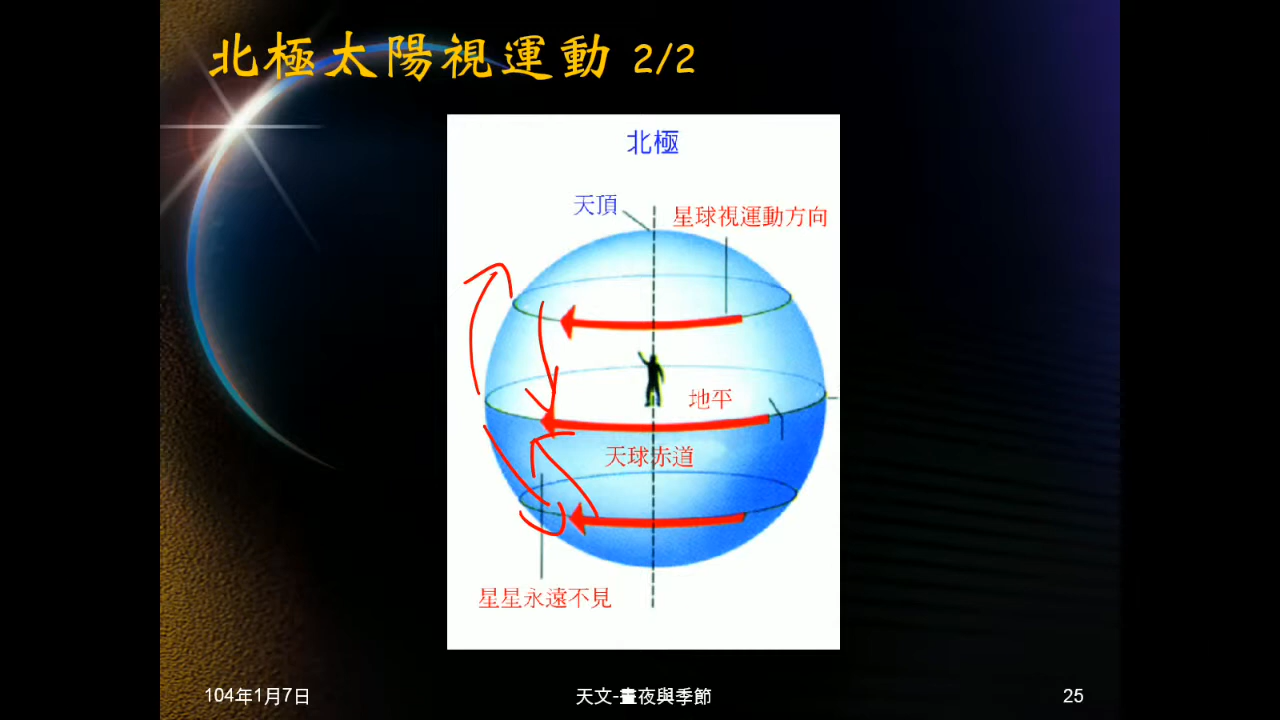 北極太陽視運動 2/2
北極
天頂
星球視運動方向
地平
天球赤道
星星永遠不見
104年1月7日
天文-晝夜與季節
25